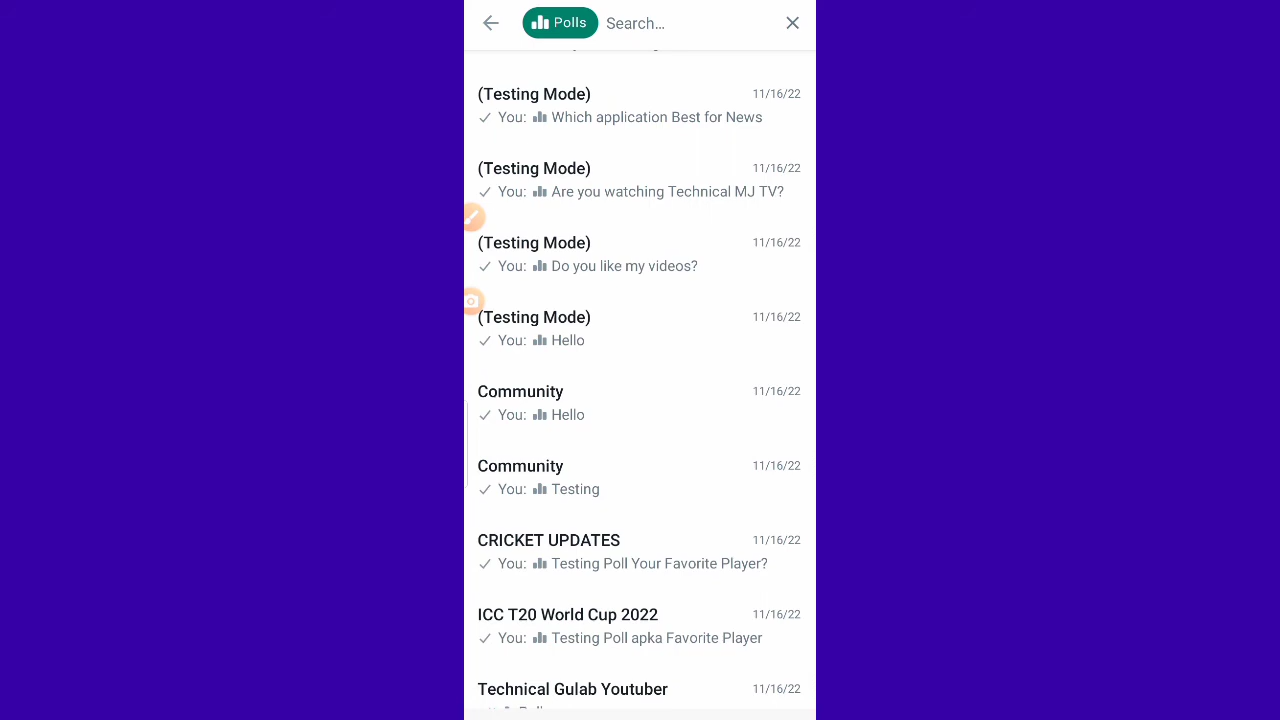 Polls Search...
(Testing Mode) 11/16/22
You: Which application Best for News
(Testing Mode) 11/16/22
You: Are you watching Technical MJ TV?
(Testing Mode) 11/16/22
You: Do you like my videos?
(Testing Mode) 11/16/22
You: Hello
Community 11/16/22
You: Hello
Community 11/16/22
You: Testing
CRICKET UPDATES 11/16/22
You: Testing Poll Your Favorite Player?
ICC T20 World Cup 2022 11/16/22
You: Testing Poll apka Favorite Player
Technical Gulab Youtuber 11/16/22